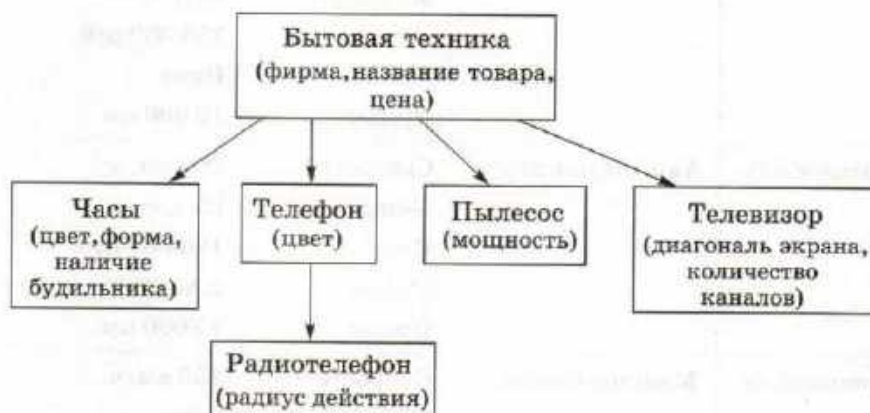 Бытовая техника
(фирма, название товара,
цена)
Часы
(цвет, форма,
наличие
будильника)
Телефон
(цвет)
Пылесос
(мощность)
Телевизор
(диагональ экрана,
количество
каналов)
Радиотелефон
(радиус действия)